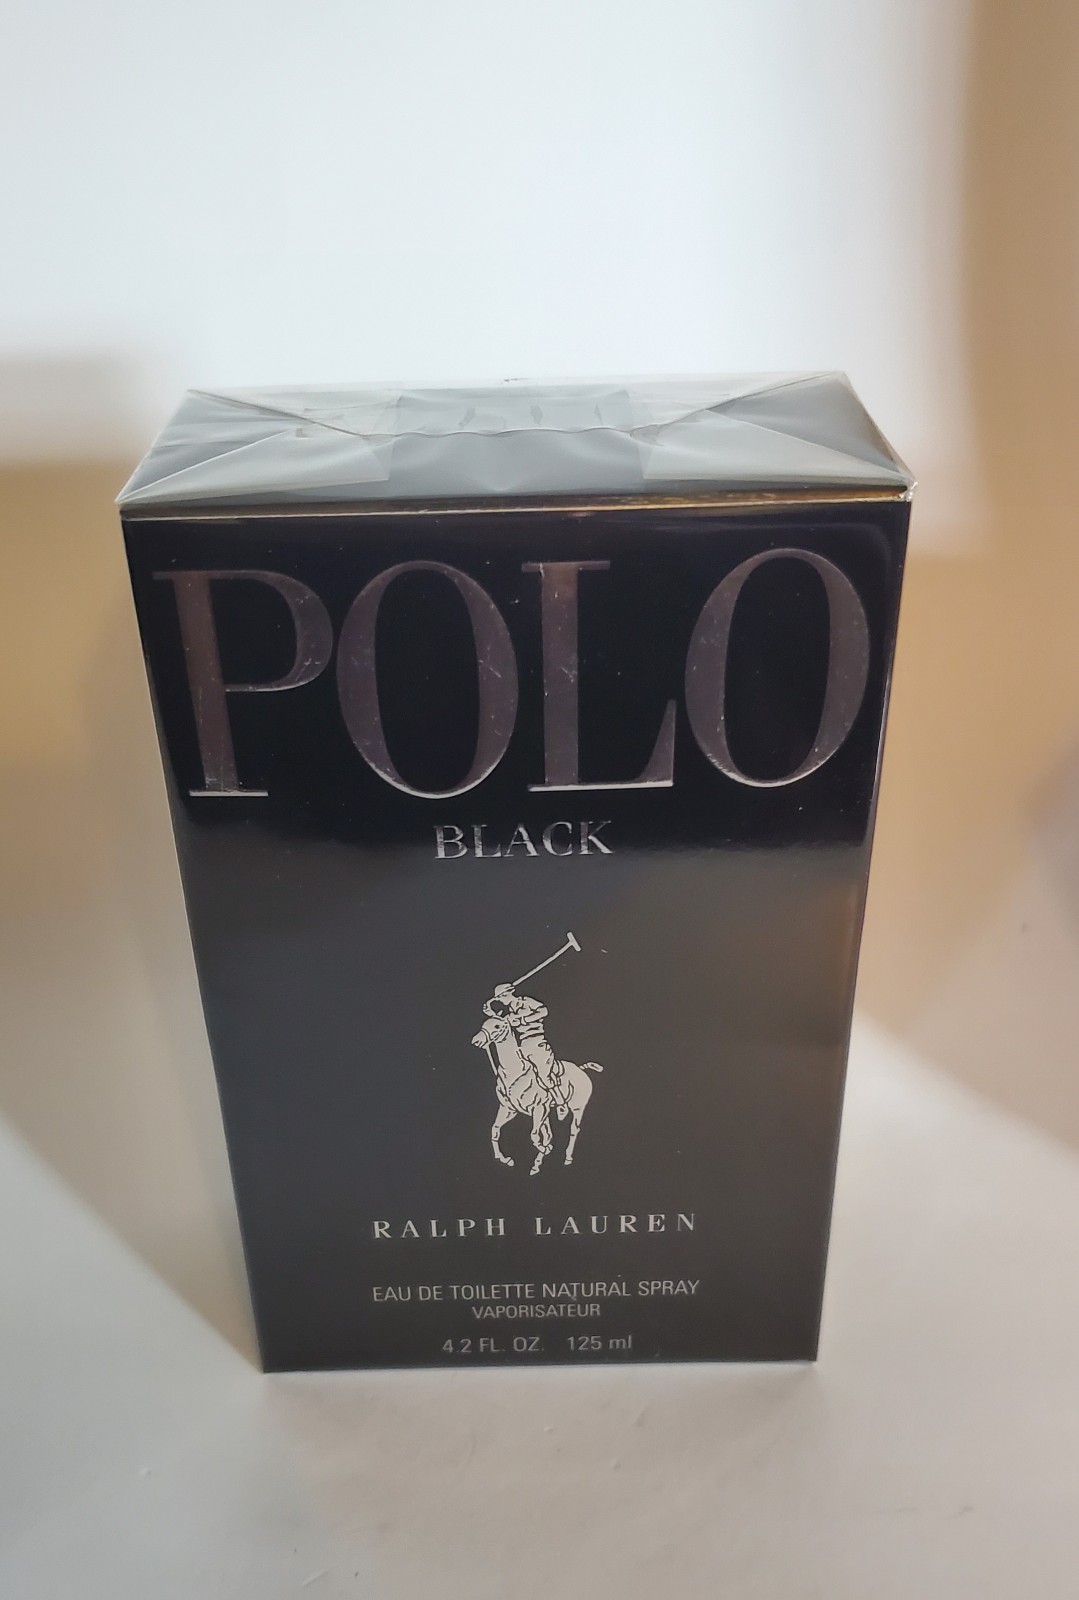 POLO
BLACK
RALPH LAUREN
EAU DE TOILETTE NATURAL SPRAY
VAPORISATEUR
4.2 FL. OZ. 125 ml